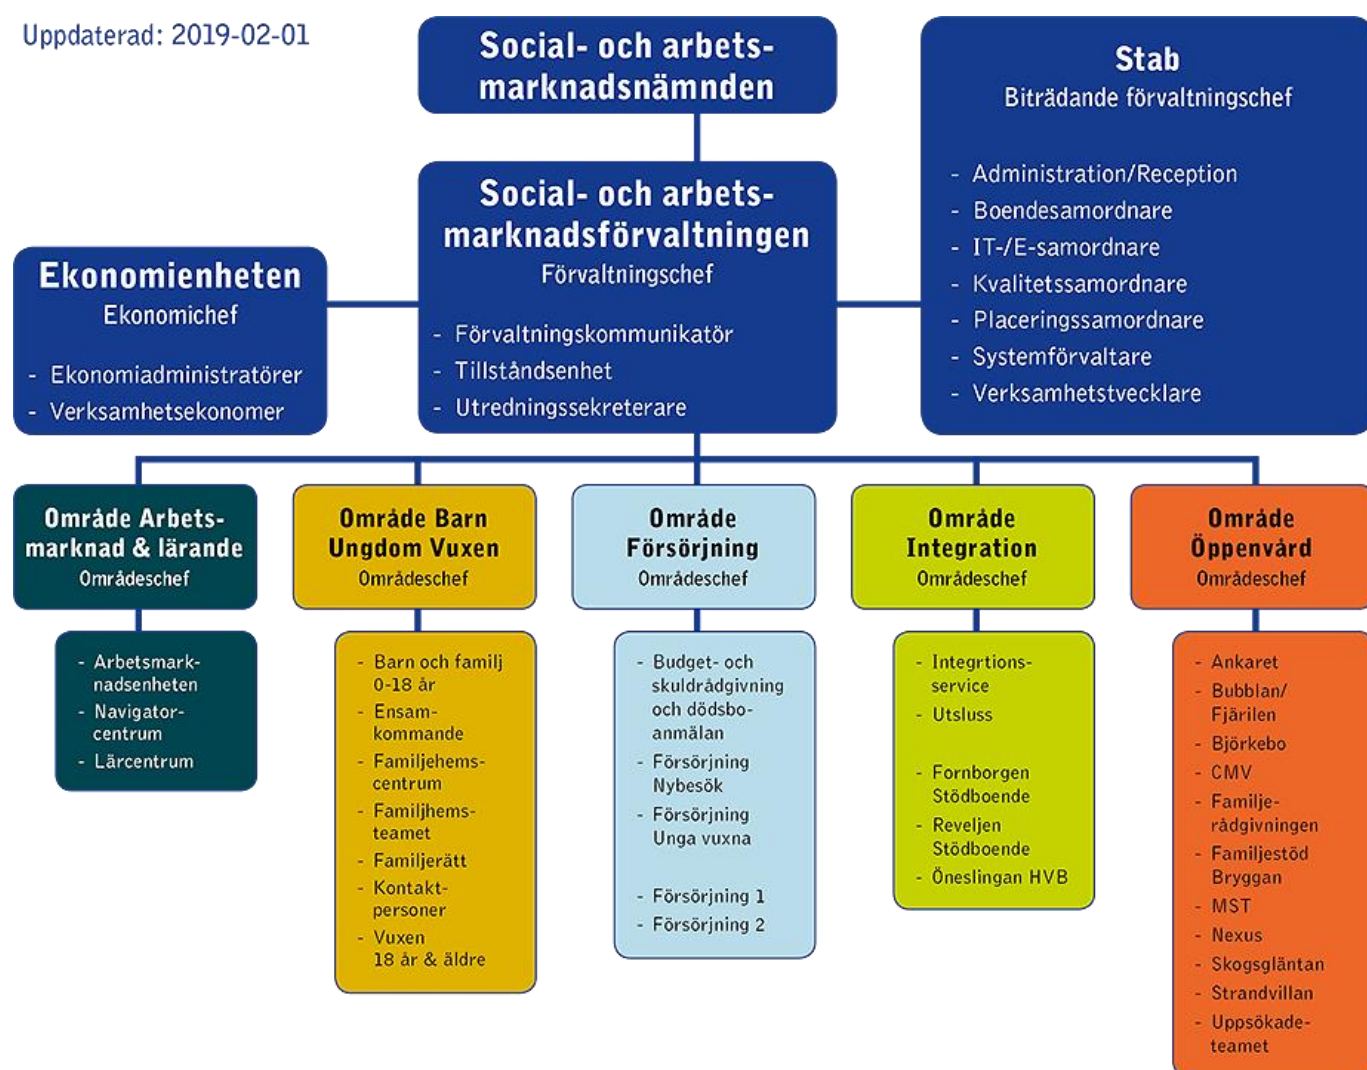 Uppdaterad: 2019-02-01
Social- och arbets-
marknadsnämnden
Stab
Biträdande förvaltningschef
- Administration/Reception
- Boendesamordnare
- IT-/E-samordnare
- Kvalitetssamordnare
- Placeringssamordnare
- Systemförvaltare
- Verksamhetstvecklare
Social- och arbets-
marknadsförvaltningen
Förvaltningschef
- Förvaltningskommunikatör
- Tillståndsenhet
- Utredningssekreterare
Ekonomienheten
Ekonomichef
- Ekonomiadministratörer
- Verksamhetsekonomer
Område Arbets-
marknad & lärande
Områdeschef
- Arbetsmark-
nadsenheten
- Navigator-
centrum
- Lärcentrum
Område Barn
Ungdom Vuxen
Områdeschef
- Barn och familj
0-18 år
- Ensam-
kommande
- Familjehems-
centrum
- Familjhems-
teamet
- Familjerätt
- Kontakt-
personer
- Vuxen
18 år & äldre
Område
Försörjning
Områdeschef
- Budget- och
skuldrådgivning
och dödsbo-
anmälan
- Försörjning
Nybesök
- Försörjning
Unga vuxna
- Försörjning 1
- Försörjning 2
Område
Integration
Områdeschef
- Integrtions-
service
- Utsluss
- Fornborgen
Stödboende
- Reveljen
Stödboende
- Öneslingan HVB
Område
Öppenvård
Områdeschef
- Ankaret
- Bubblan/
Fjärilen
- Björkebo
- CMV
- Familje-
rådgivningen
- Familjestöd
Bryggan
- MST
- Nexus
- Skogsgläntan
- Strandvillan
- Uppsökade-
teamet